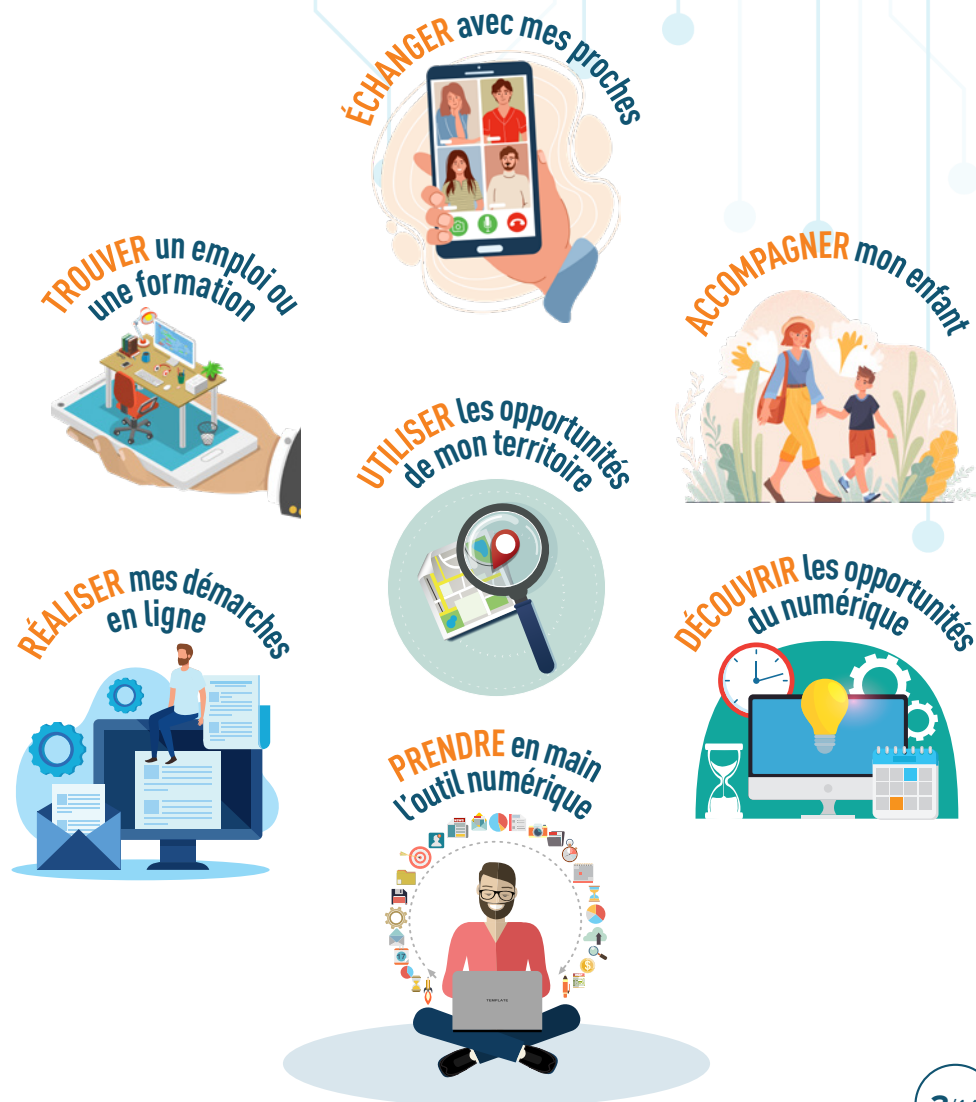 ÉCHANGER avec mes proches
TROUVER un emploi ou
une formation
ACCOMPAGNER mon enfant
UTILISER les opportunités
de mon territoire
RÉALISER mes démarches
en ligne
DÉCOUVRIR les opportunités
du numérique
PRENDRE en main
l'outil numérique
17
TEMPLATE